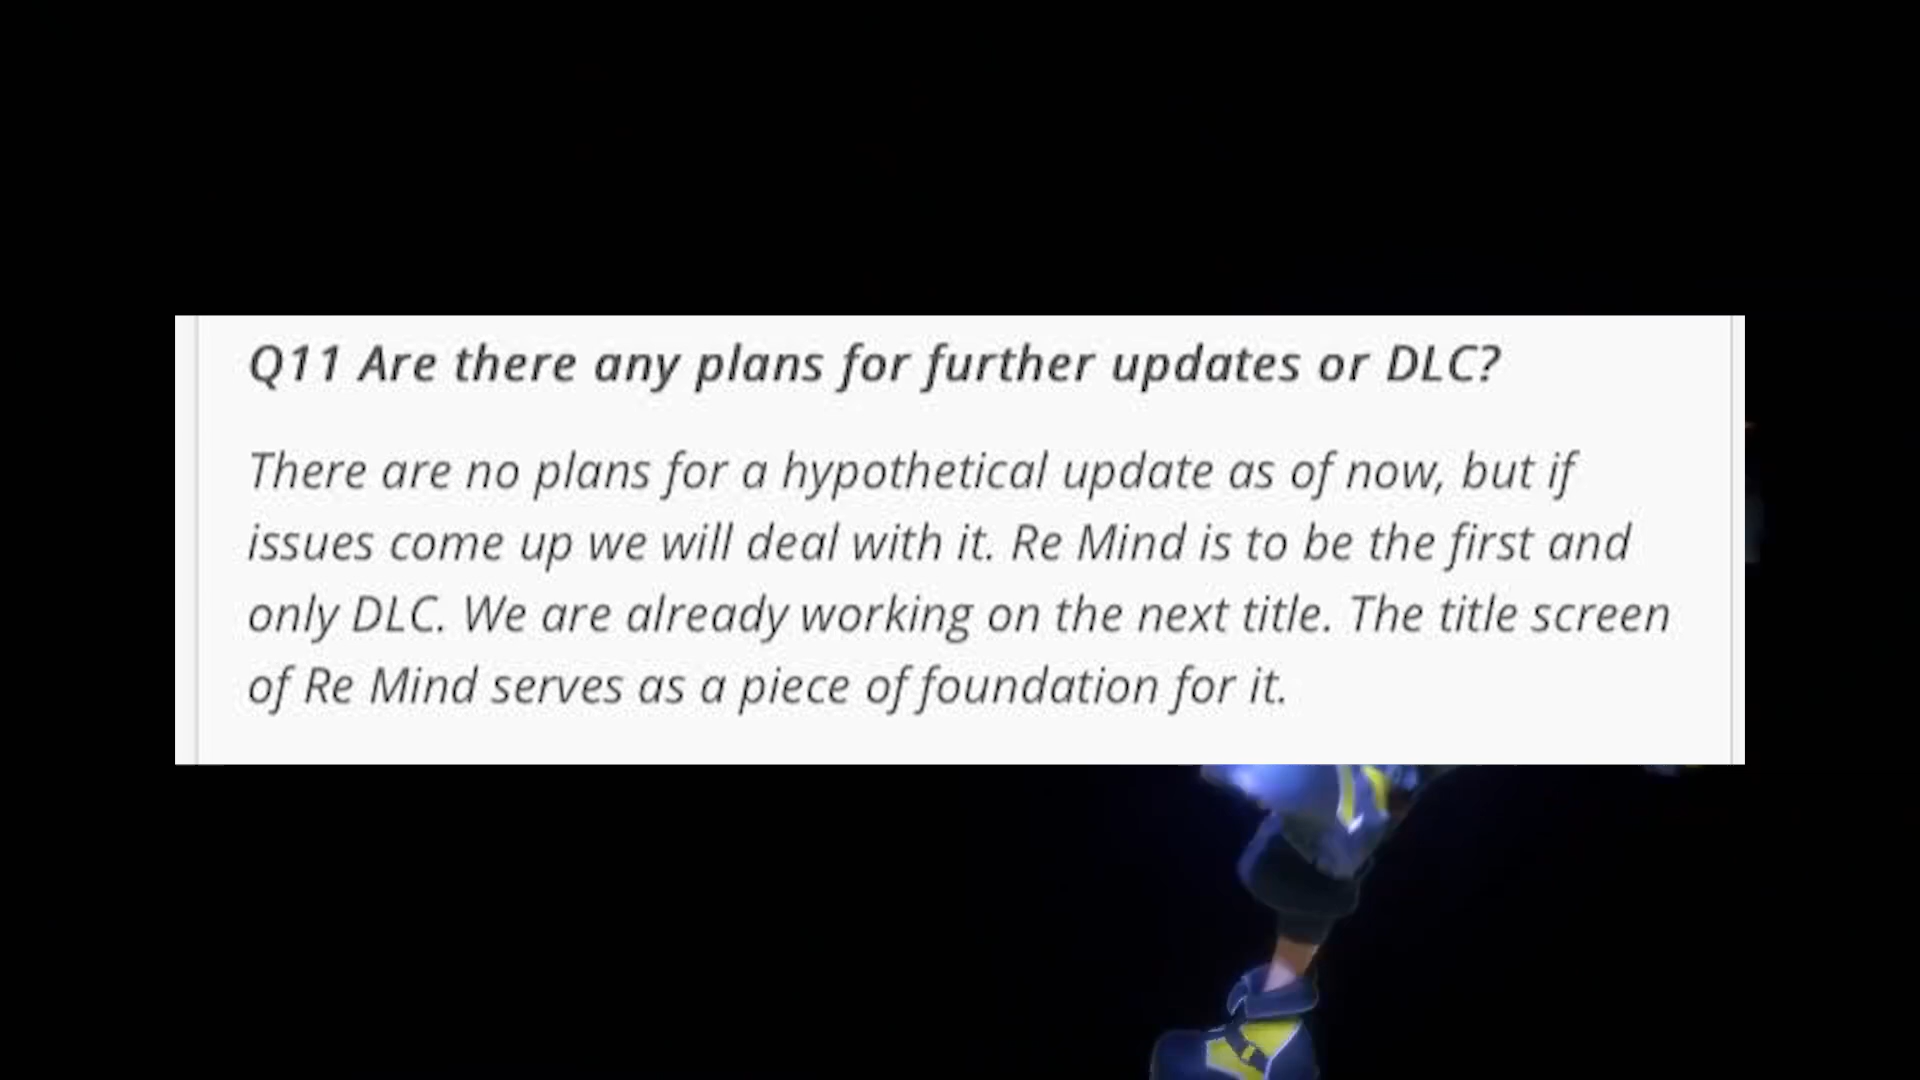 Q11 Are there any plans for further updates or DLC?
There are no plans for a hypothetical update as of now, but if
issues come up we will deal with it. Re Mind is to be the first and
only DLC. We are already working on the next title. The title screen
of Re Mind serves as a piece of foundation for it.